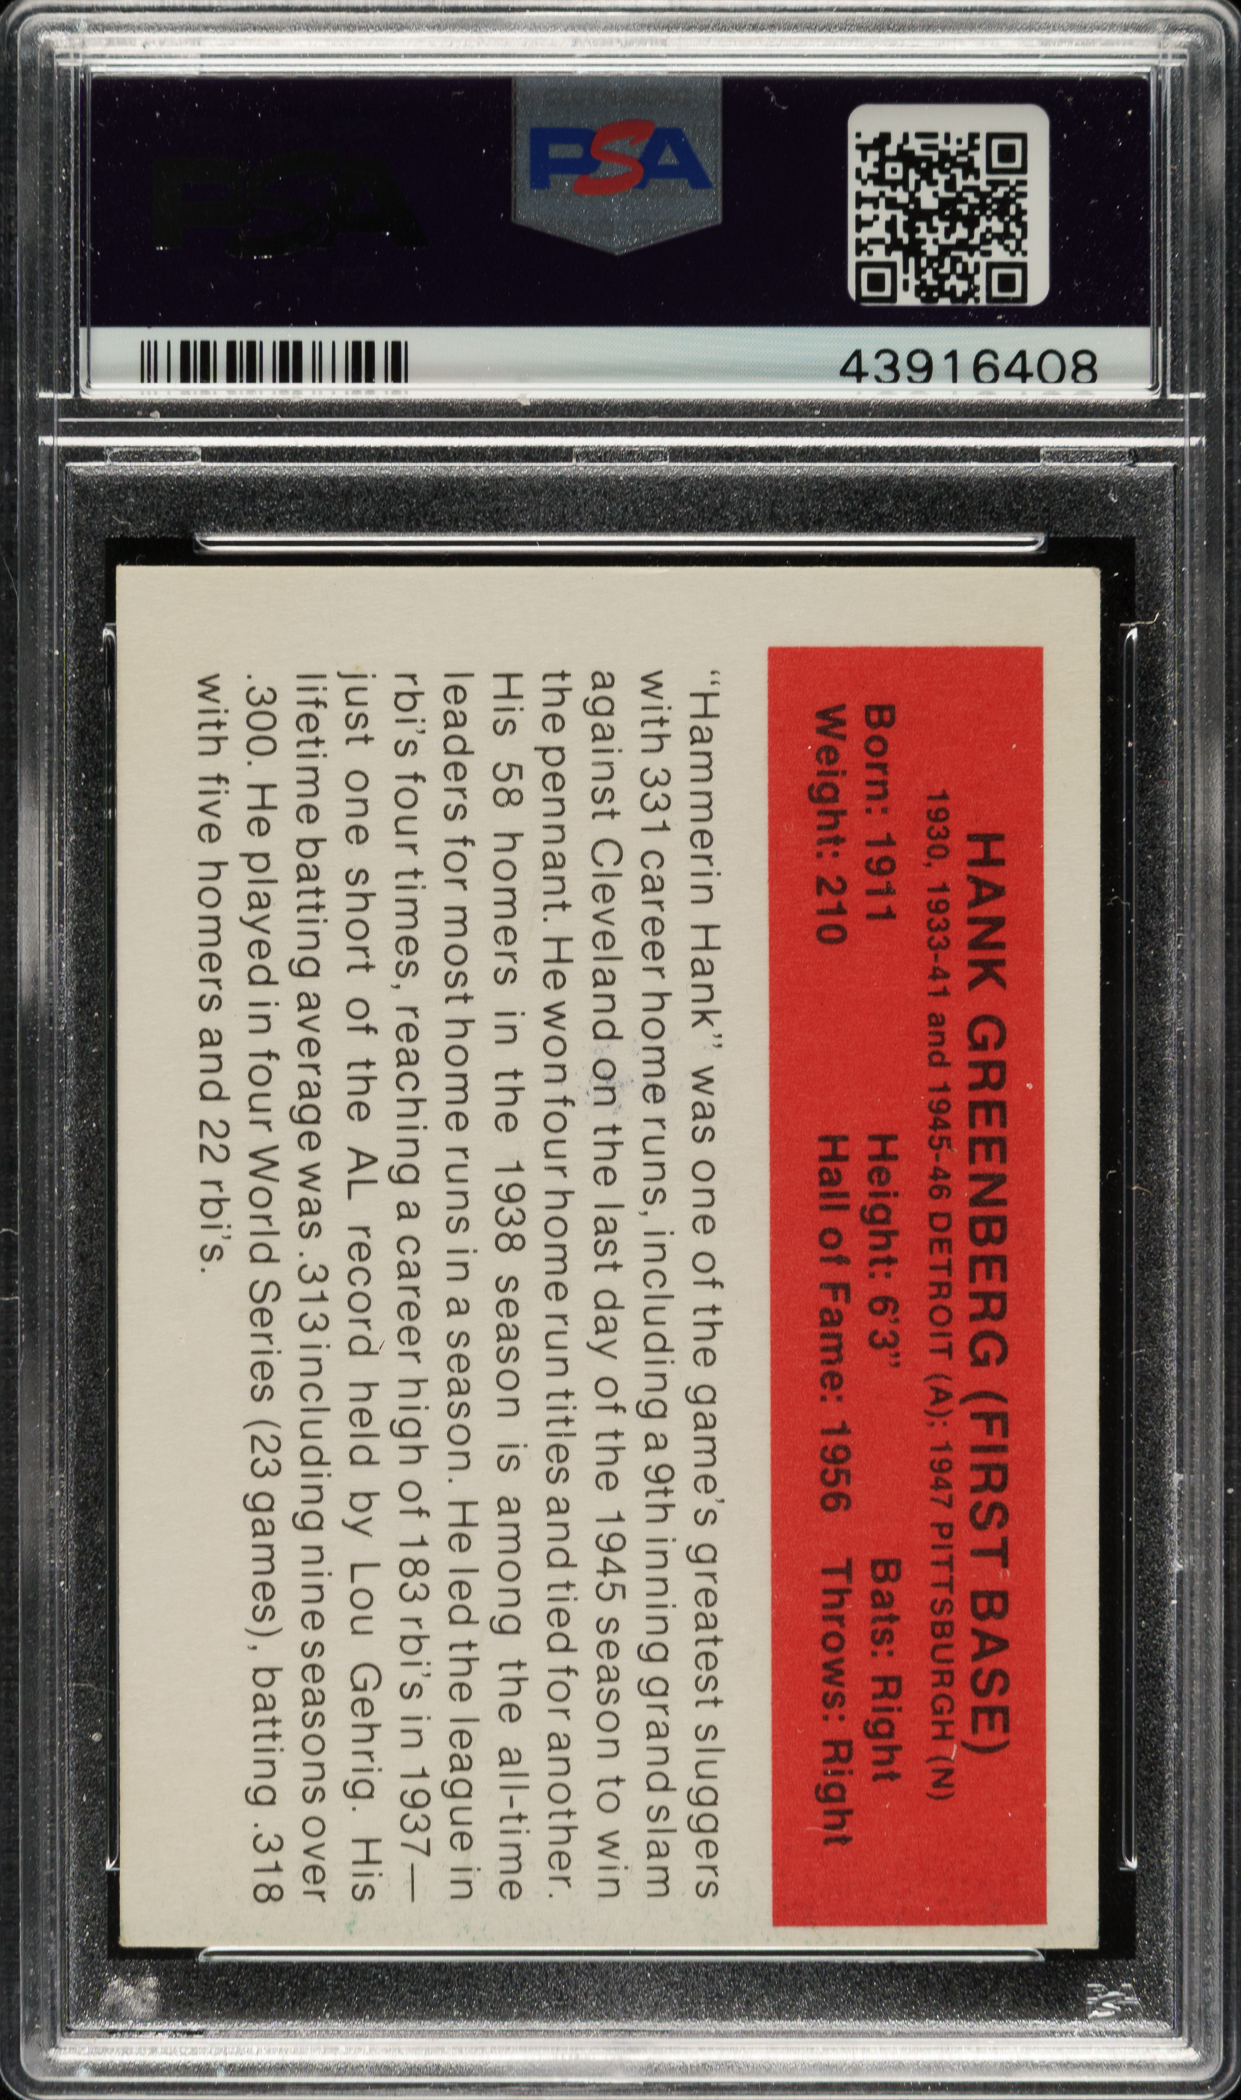 PSA
PSA
43916408
HANK GREENBERG (FIRST BASE)
1930, 1933-41 and 1945-46 DETROIT (A); 1947 PITTSBURGH (N)
Born: 1911 Height: 6'3" Bats: Right
Weight: 210 Hall of Fame: 1956 Throws: Right
"Hammerin Hank" was one of the game's greatest sluggers
with 331 career home runs, including a 9th inning grand slam
against Cleveland on the last day of the 1945 season to win
the pennant. He won four home run titles and tied for another.
His 58 homers in the 1938 season is among the all-time
leaders for most home runs in a season. He led the league in
rbi's four times, reaching a career high of 183 rbi's in 1937—
just one short of the AL record held by Lou Gehrig. His
lifetime batting average was .313 including nine seasons over
.300. He played in four World Series (23 games), batting .318
with five homers and 22 rbi's.
PSA